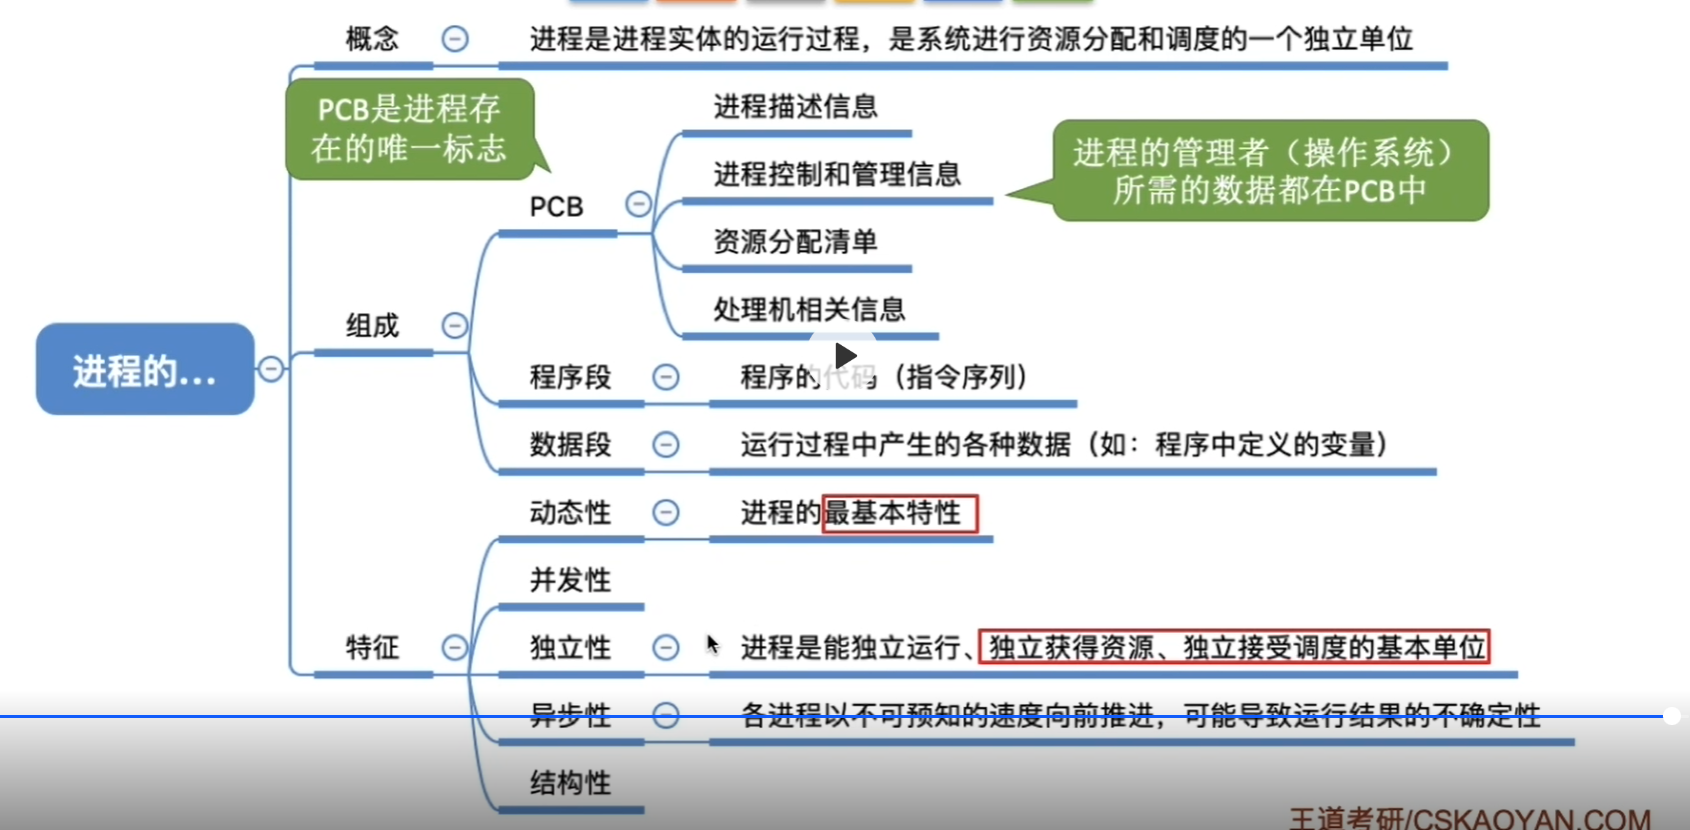 概念
进程是进程实体的运行过程，是系统进行资源分配和调度的一个独立单位
PCB是进程存
在的唯一标志
进程描述信息
进程控制和管理信息
进程的管理者（操作系统）
所需的数据都在PCB中
PCB
资源分配清单
处理机相关信息
组成
进程的...
程序段
程序的代码（指令序列）
数据段
运行过程中产生的各种数据（如：程序中定义的变量）
动态性
进程的最基本特性
并发性
特征
独立性
进程是能独立运行、独立获得资源、独立接受调度的基本单位
异步性
各进程以不可预知的速度向前推进，可能导致运行结果的不确定性
结构性
王道考研/CSKAOYAN.COM